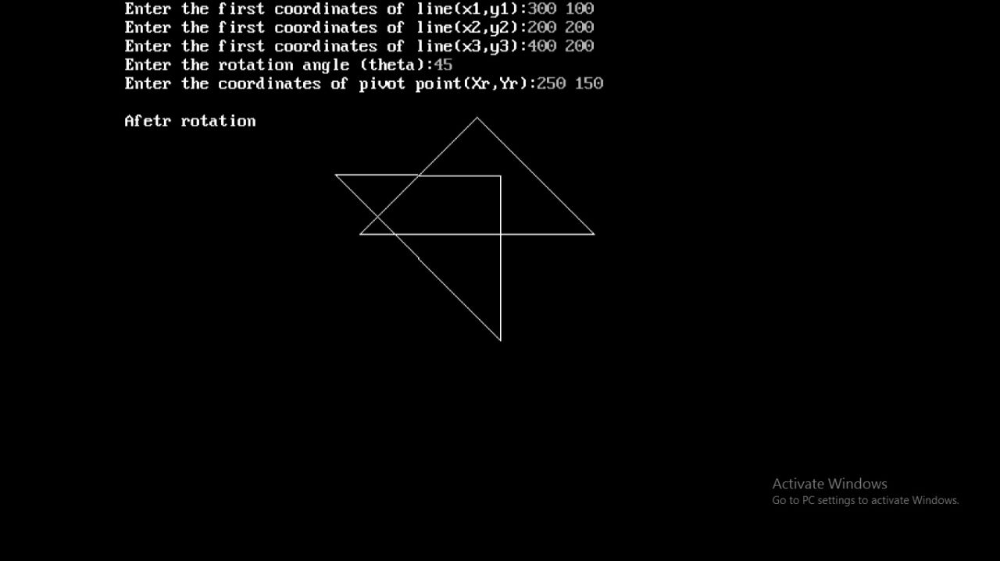 Enter the first coordinates of line(x1,y1):300 100
Enter the first coordinates of line(x2,y2):200 200
Enter the first coordinates of line(x3,y3):400 200
Enter the rotation angle (theta):45
Enter the coordinates of pivot point(Xr,Yr):250 150
Afetr rotation
Activate Windows
Go to PC settings to activate Windows.